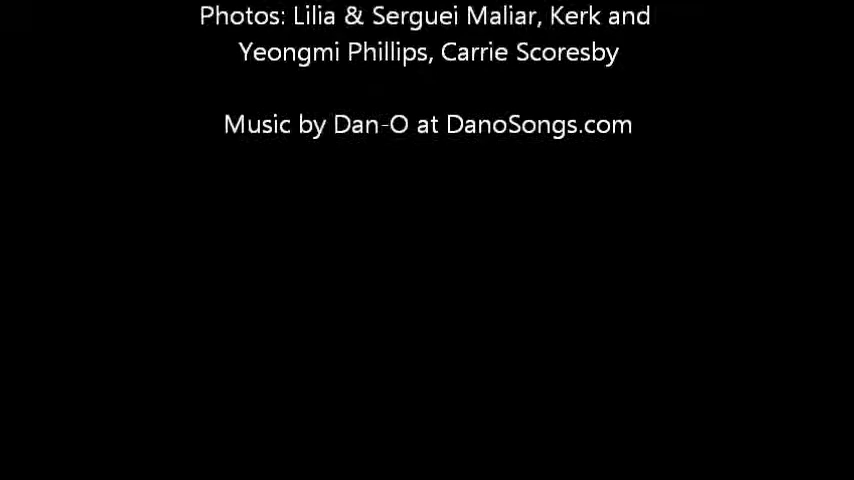 Photos: Lilia & Serguei Maliar, Kerk and
Yeongmi Phillips, Carrie Scoresby
Music by Dan-O at DanoSongs.com